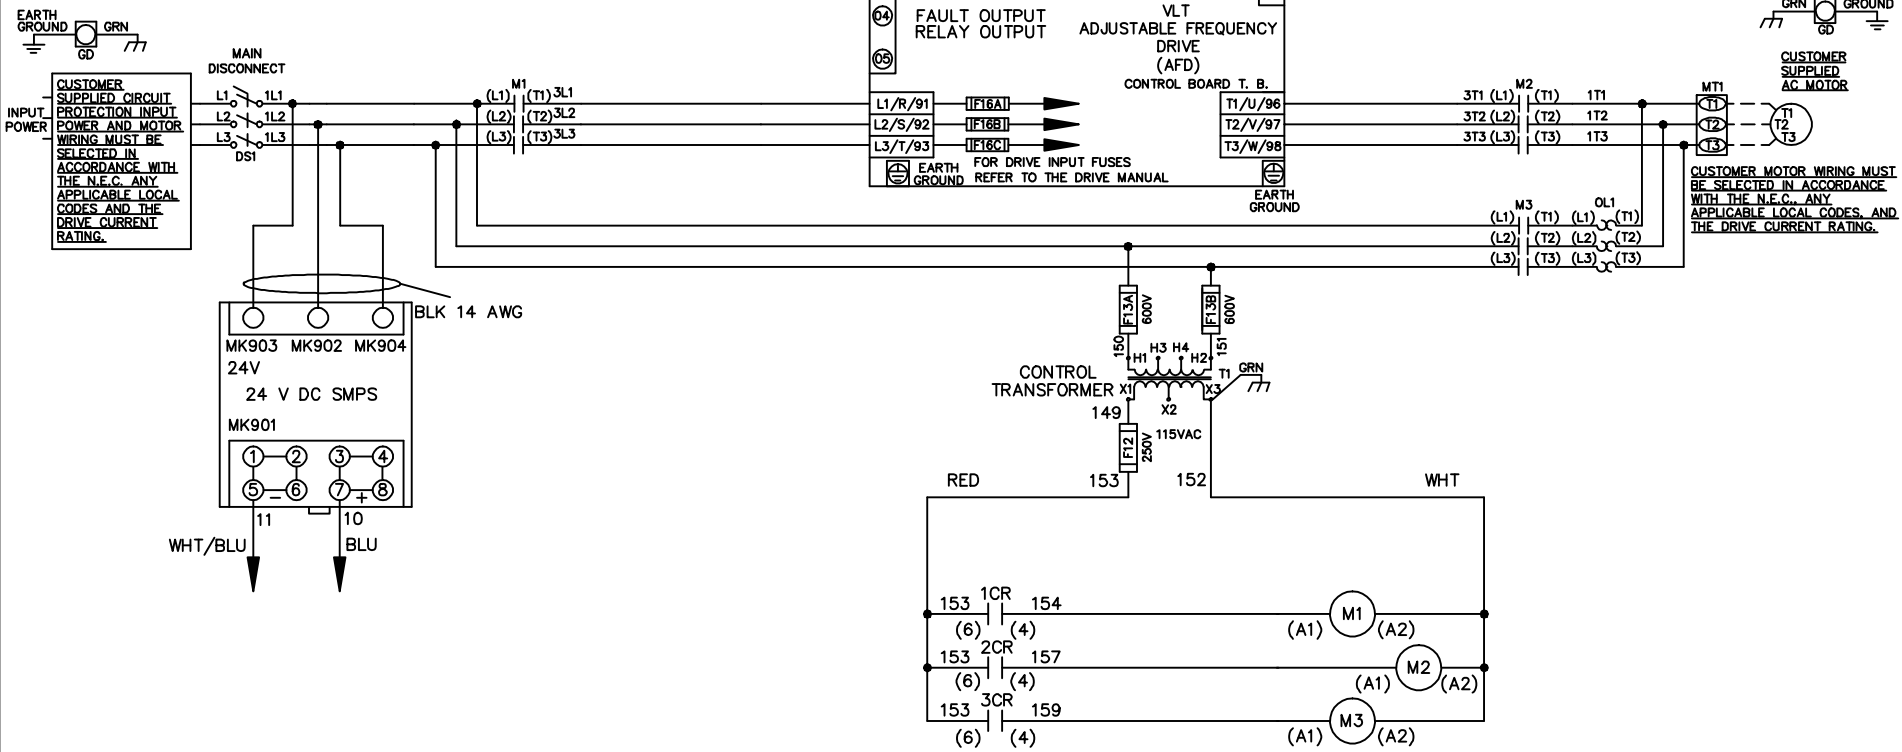 EARTH
GROUND
GRN
GD
INPUT
POWER
CUSTOMER
SUPPLIED CIRCUIT
PROTECTION INPUT
POWER AND MOTOR
WIRING MUST BE
SELECTED IN
ACCORDANCE WITH
THE N.E.C. ANY
APPLICABLE LOCAL
CODES AND THE
DRIVE CURRENT
RATING.
MAIN
DISCONNECT
L1 1L1
L2 1L2
L3 1L3
DS1
M1
(L1) (T1) 3L1
(L2) (T2) 3L2
(L3) (T3) 3L3
04
05
FAULT OUTPUT
RELAY OUTPUT
VLT
ADJUSTABLE FREQUENCY
DRIVE
(AFD)
CONTROL BOARD T. B.
L1/R/91 F16A T1/U/96
L2/S/92 F16B T2/V/97
L3/T/93 F16C T3/W/98
EARTH
GROUND
FOR DRIVE INPUT FUSES
REFER TO THE DRIVE MANUAL
EARTH
GROUND
M2
3T1 (L1) (T1) 1T1
3T2 (L2) (T2) 1T2
3T3 (L3) (T3) 1T3
GRN
GROUND
GD
CUSTOMER
SUPPLIED
AC MOTOR
MT1
T1
T2
T3
T1
T2
T3
CUSTOMER MOTOR WIRING MUST
BE SELECTED IN ACCORDANCE
WITH THE N.E.C., ANY
APPLICABLE LOCAL CODES, AND
THE DRIVE CURRENT RATING.
M3 OL1
(L1) (T1) (L1) (T1)
(L2) (T2) (L2) (T2)
(L3) (T3) (L3) (T3)
BLK 14 AWG
MK903 MK902 MK904
24V
24 V DC SMPS
MK901
1 2 3 4
5 - 6 7 + 8
11 10
WHT/BLU BLU
F13A
600V
F13B
600V
150
151
H1 H3 H4 H2
CONTROL
TRANSFORMER
X1 X2 X3
T1
GRN
149
115VAC
F12
250V
RED 153 152 WHT
153 1CR 154 M1
(6) (4) (A1) (A2)
153 2CR 157 M2
(6) (4) (A1) (A2)
153 3CR 159 M3
(6) (4) (A1) (A2)